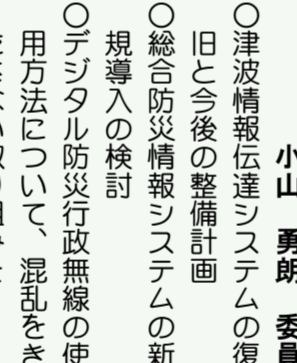 小山　勇朗　委員
○津波情報伝達システムの復
旧と今後の整備計画
○総合防災情報システムの新
規導入の検討
○デジタル防災行政無線の使
用方法について、混乱をき